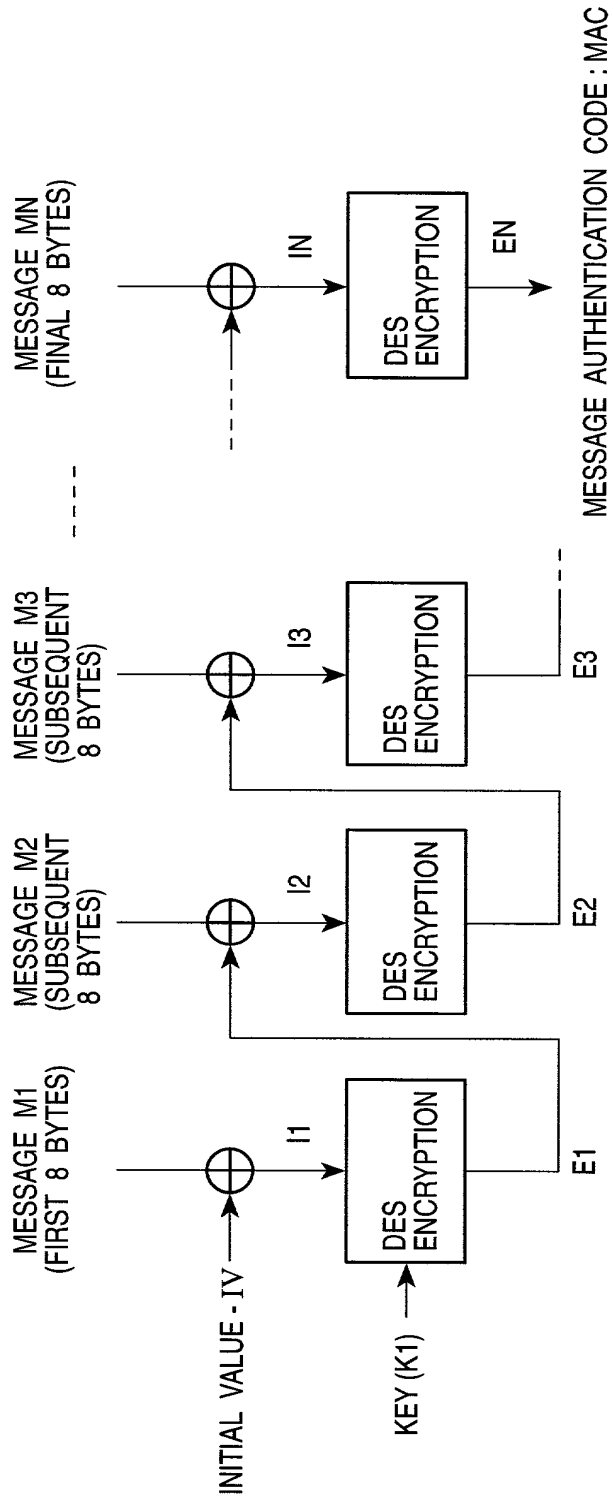 MESSAGE M1
(FIRST 8 BYTES)
MESSAGE M2
(SUBSEQUENT
8 BYTES)
MESSAGE M3
(SUBSEQUENT
8 BYTES)
MESSAGE MN
(FINAL 8 BYTES)
INITIAL VALUE - IV
I1
I2
I3
IN
KEY (K1)
DES
ENCRYPTION
DES
ENCRYPTION
DES
ENCRYPTION
DES
ENCRYPTION
E1
E2
E3
EN
MESSAGE AUTHENTICATION CODE : MAC